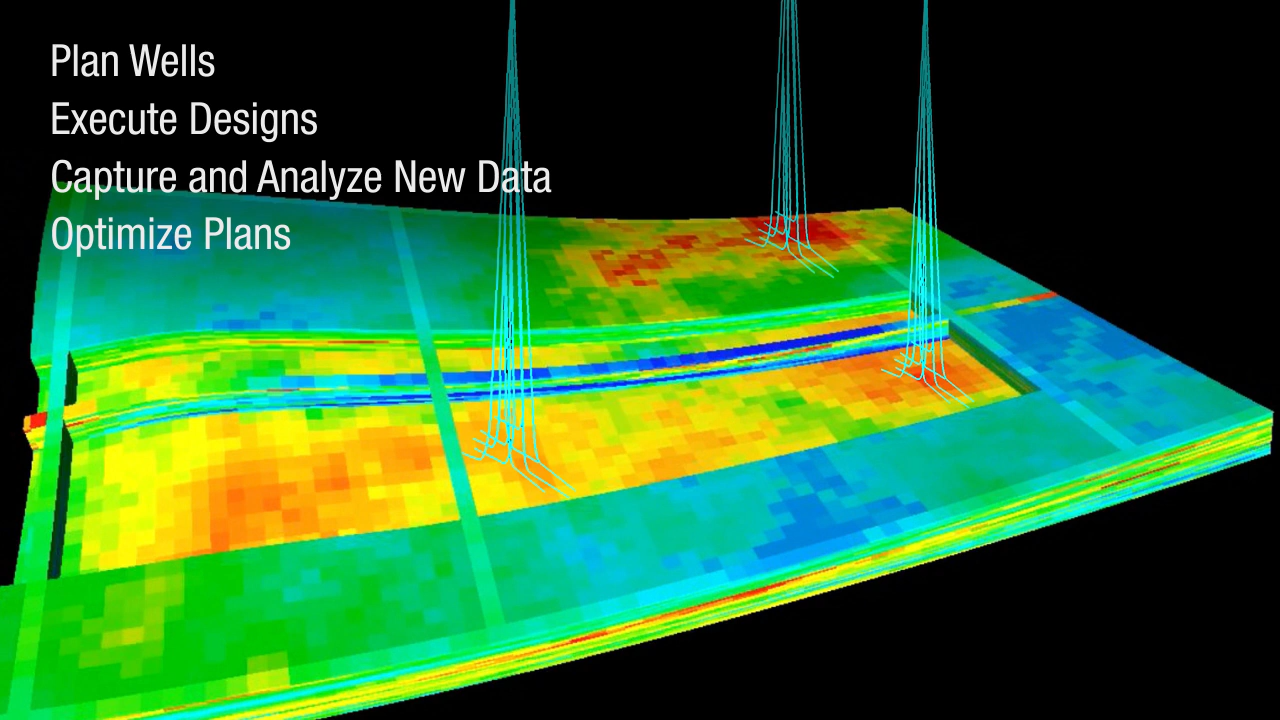 Plan Wells
Execute Designs
Capture and Analyze New Data
Optimize Plans